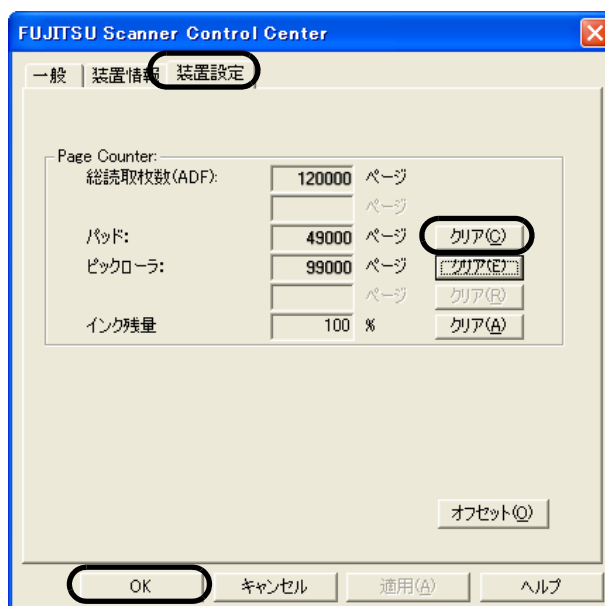 FUJITSU Scanner Control Center
一般 装置情報 装置設定
Page Counter:
総読取枚数(ADF): 120000 ページ
ページ
パッド: 49000 ページ クリア(C)
ピックローラ: 99000 ページ クリア(E)
ページ クリア(R)
インク残量 100 % クリア(A)
オフセット(O)
OK キャンセル 適用(A) ヘルプ